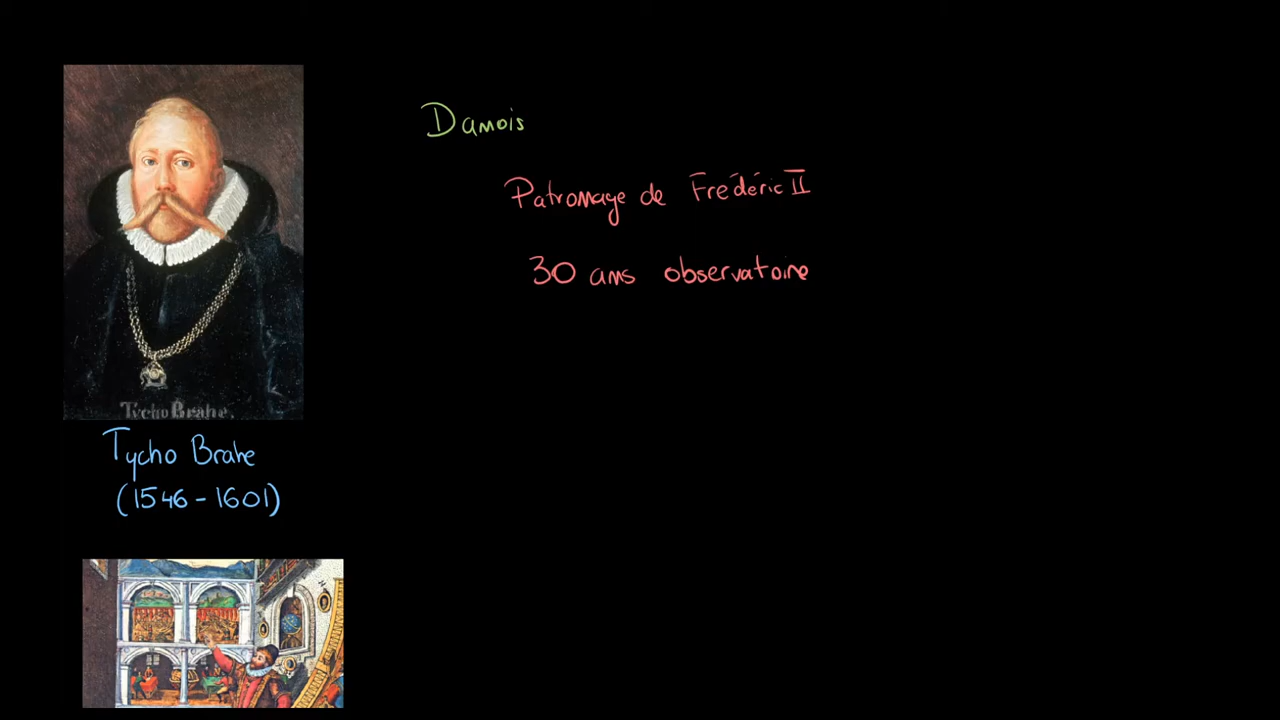 Danois
Patronage de Frédéric II
30 ans observatoire
Tycho Brahe.
Tycho Brahe
(1546-1601)